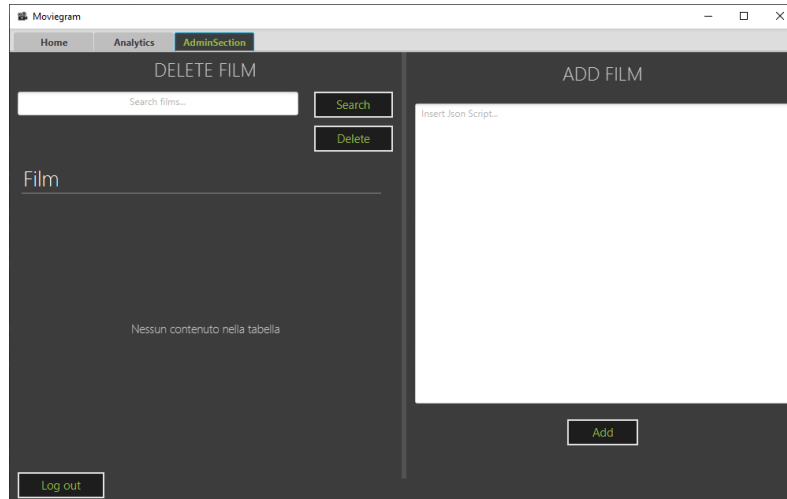 Moviegram
Home Analytics AdminSection
DELETE FILM
Search films...
Search
Delete
Film
Nessun contenuto nella tabella
Log out
ADD FILM
Insert Json Script...
Add